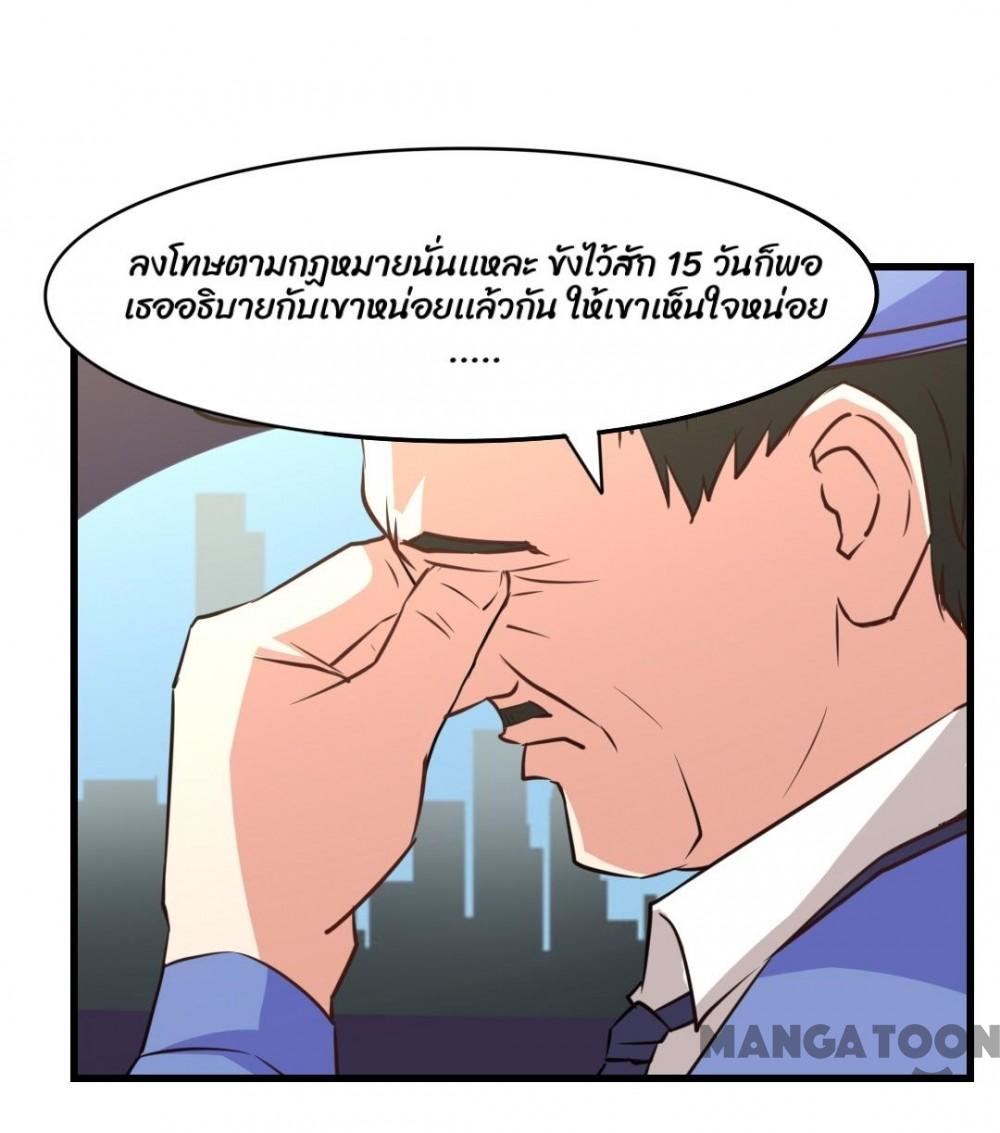 ลงโทษตามกฎหมายนั่นแหละ ขังไว้สัก 15 วันก็พอ
เธออธิบายกับเขาหน่อยแล้วกัน ให้เขาเห็นใจหน่อย
.....
MANGATOON